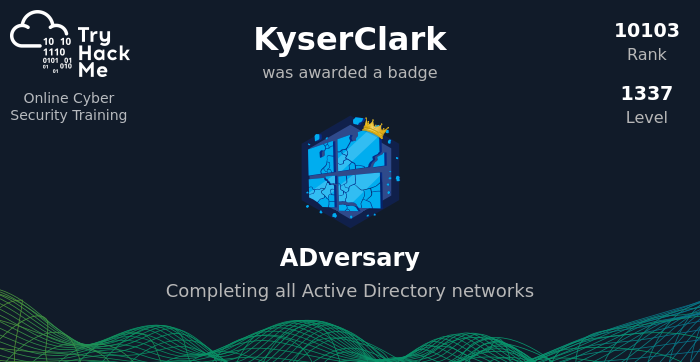 Try
Hack
Me
10 10
1110
0101 01
01 010
01
Online Cyber
Security Training
KyserClark
was awarded a badge
10103
Rank
1337
Level
ADversary
Completing all Active Directory networks